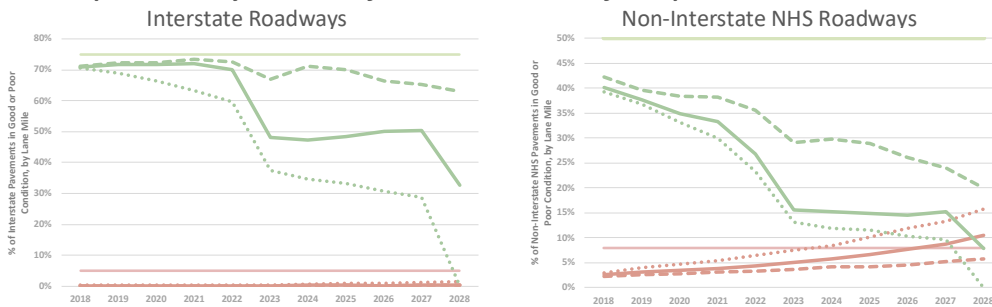 Interstate Roadways
% of Interstate Pavements in Good or Poor
Condition, by Lane Mile
80%
70%
60%
50%
40%
30%
20%
10%
0%
2018 2019 2020 2021 2022 2023 2024 2025 2026 2027 2028
Non-Interstate NHS Roadways
% of Non-Interstate NHS Pavements in Good or
Poor Condition, by Lane Mile
50%
45%
40%
35%
30%
25%
20%
15%
10%
5%
0%
2018 2019 2020 2021 2022 2023 2024 2025 2026 2027 2028